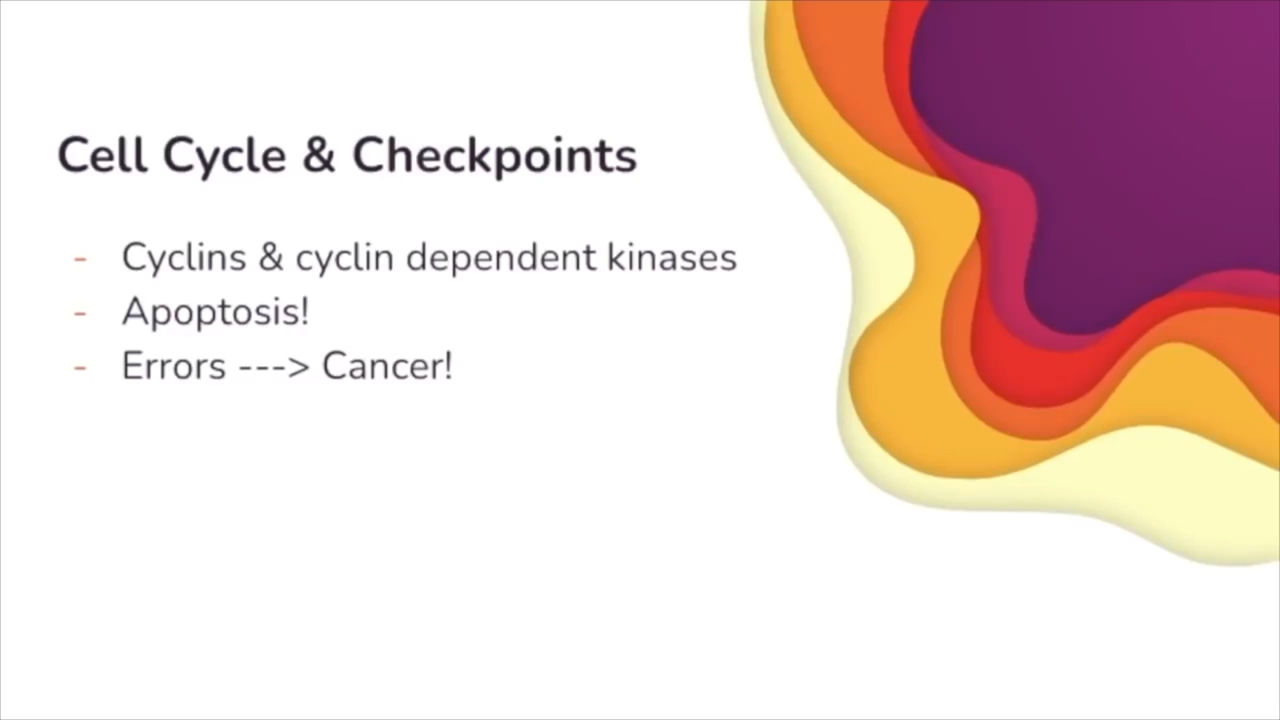 Cell Cycle & Checkpoints
- Cyclins & cyclin dependent kinases
- Apoptosis!
- Errors ---> Cancer!